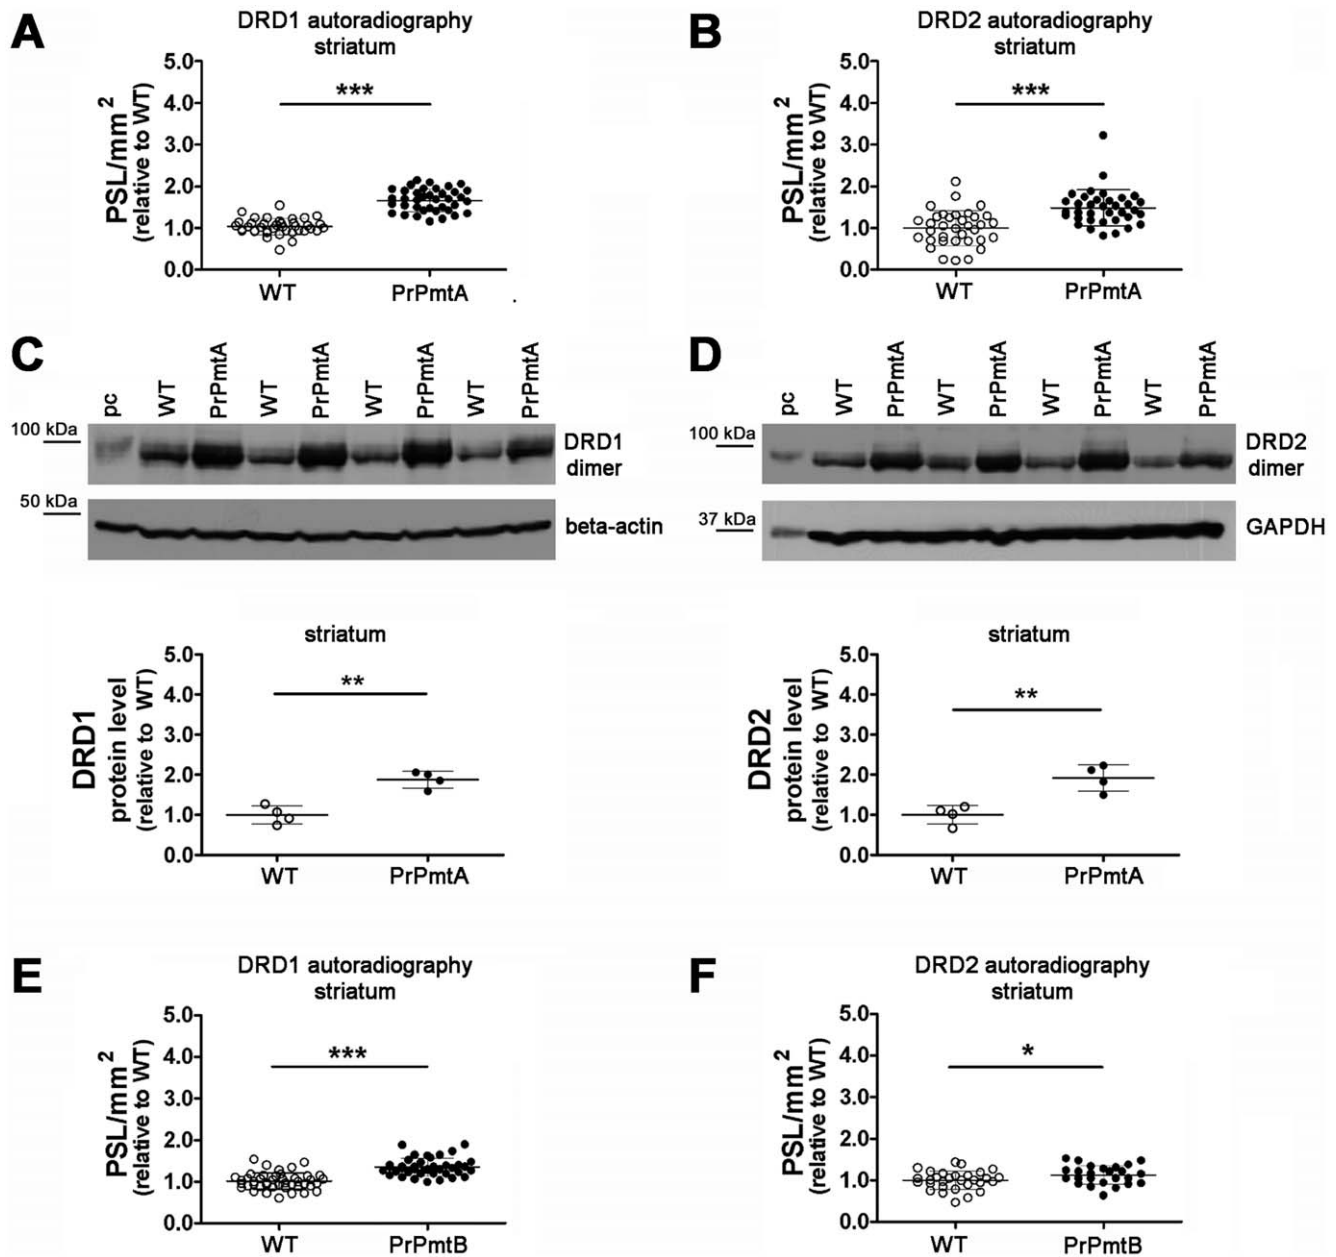 A
DRD1 autoradiography
striatum
PSL/mm²
(relative to WT)
5.0
4.0
3.0
2.0
1.0
0.0
***
WT
PrPmtA
B
DRD2 autoradiography
striatum
PSL/mm²
(relative to WT)
5.0
4.0
3.0
2.0
1.0
0.0
***
WT
PrPmtA
C
pc
WT
PrPmtA
WT
PrPmtA
WT
PrPmtA
WT
PrPmtA
100 kDa
DRD1
dimer
50 kDa
beta-actin
striatum
DRD1
protein level
(relative to WT)
5.0
4.0
3.0
2.0
1.0
0.0
**
WT
PrPmtA
D
pc
WT
PrPmtA
WT
PrPmtA
WT
PrPmtA
WT
PrPmtA
100 kDa
DRD2
dimer
37 kDa
GAPDH
striatum
DRD2
protein level
(relative to WT)
5.0
4.0
3.0
2.0
1.0
0.0
**
WT
PrPmtA
E
DRD1 autoradiography
striatum
PSL/mm²
(relative to WT)
5.0
4.0
3.0
2.0
1.0
0.0
***
WT
PrPmtB
F
DRD2 autoradiography
striatum
PSL/mm²
(relative to WT)
5.0
4.0
3.0
2.0
1.0
0.0
*
WT
PrPmtB